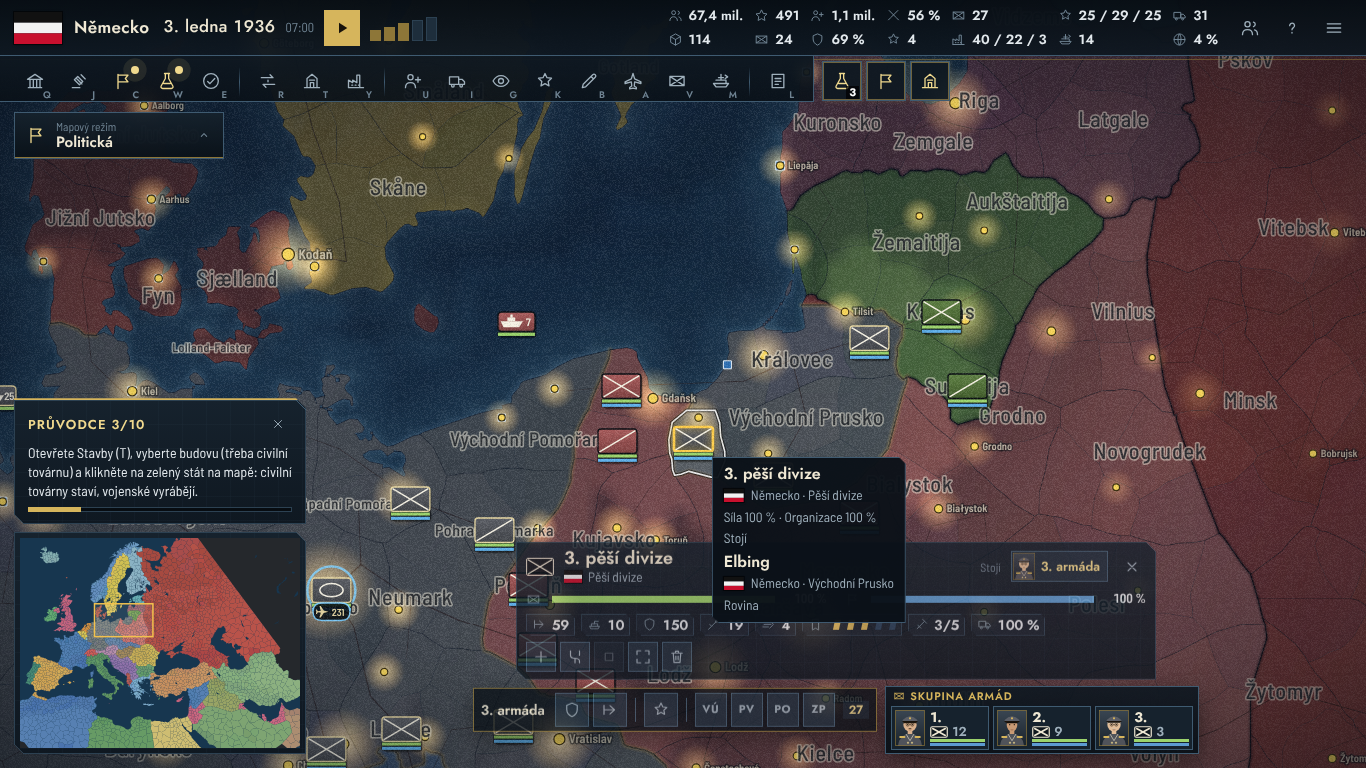 Německo
3. ledna 1936
07:00
67,4 mil.
491
1,1 mil.
56 %
27
25 / 29 / 25
31
114
24
69 %
4
40 / 22 / 3
14
4 %
?
Q
J
C
W
E
R
T
Y
U
I
G
K
B
A
V
M
L
3
Mapový režim
Politická
Aalborg
Pskov
Riga
Kuronsko
Zemgale
Latgale
Liepāja
Skåne
Aukštaitija
Žemaitija
Jižní Jutsko
Aarhus
Vitebsk
Kodaň
Sjælland
Fyn
Tilsit
Vilnius
7
Lolland-Falster
Královec
Kiel
Gdaňsk
Grodno
Minsk
25
Východní Prusko
Grodno
Novogrudek
Bobrujsk
Białystok
Toruń
Neumark
231
PRŮVODCE 3/10
Otevřete Stavby (T), vyberte budovu (třeba civilní
továrnu) a klikněte na zelený stát na mapě: civilní
továrny staví, vojenské vyrábějí.
3. pěší divize
Německo · Pěší divize
Síla 100 % · Organizace 100 %
Stojí
Elbing
Německo · Východní Prusko
Rovina
3. pěší divize
Pěší divize
Stojí
3. armáda
100 %
59
10
150
19
4
3/5
100 %
Lodž
Žytomyr
3. armáda
VÚ
PV
PO
ZP
27
Radom
SKUPINA ARMÁD
1.
12
2.
9
3.
3
Vratislav
Kielce